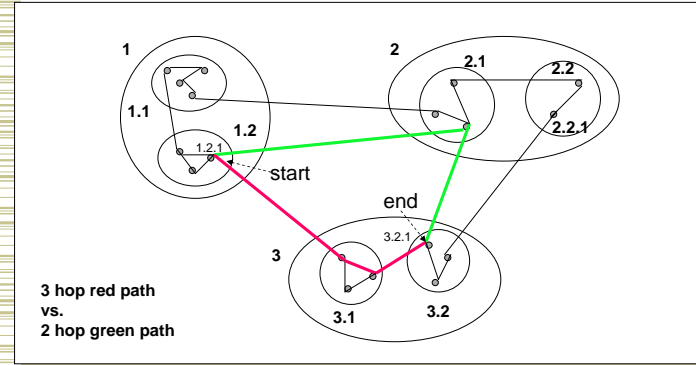 1
2
2.1
2.2
1.1
1.2
2.2.1
1.2.1
start
end
3.2.1
3
3.1
3.2
3 hop red path
vs.
2 hop green path